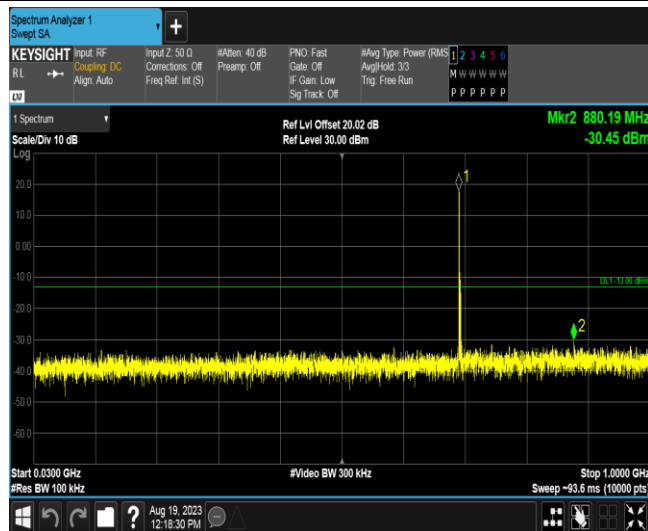 Spectrum Analyzer 1
Swept SA
+
KEYSIGHT
RL
LXI
Input: RF
Coupling: DC
Align: Auto
Input Z: 50 Ω
Corrections: Off
Freq Ref: Int (S)
#Atten: 40 dB
Preamp: Off
PNO: Fast
Gate: Off
IF Gain: Low
Sig Track: Off
#Avg Type: Power (RMS
Avg|Hold: 3/3
Trig: Free Run
1 2 3 4 5 6
M W W W W W
P P P P P P
1 Spectrum
Scale/Div 10 dB
Ref Lvl Offset 20.02 dB
Ref Level 30.00 dBm
Mkr2 880.19 MHz
-30.45 dBm
Log
20.0
10.0
0.00
-10.0
-20.0
-30.0
-40.0
-50.0
-60.0
1
DL1 -13.00 dBm
2
Start 0.0300 GHz
#Res BW 100 kHz
#Video BW 300 kHz
Stop 1.0000 GHz
Sweep ~93.6 ms (10000 pts)
?
Aug 19, 2023
12:18:30 PM